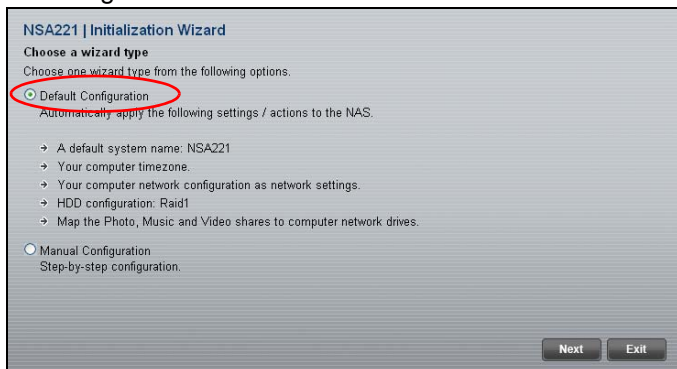 NSA221 | Initialization Wizard
Choose a wizard type
Choose one wizard type from the following options.
Default Configuration
Automatically apply the following settings / actions to the NAS.
→ A default system name: NSA221
→ Your computer timezone.
→ Your computer network configuration as network settings.
→ HDD configuration: Raid1
→ Map the Photo, Music and Video shares to computer network drives.
Manual Configuration
Step-by-step configuration.
Next Exit